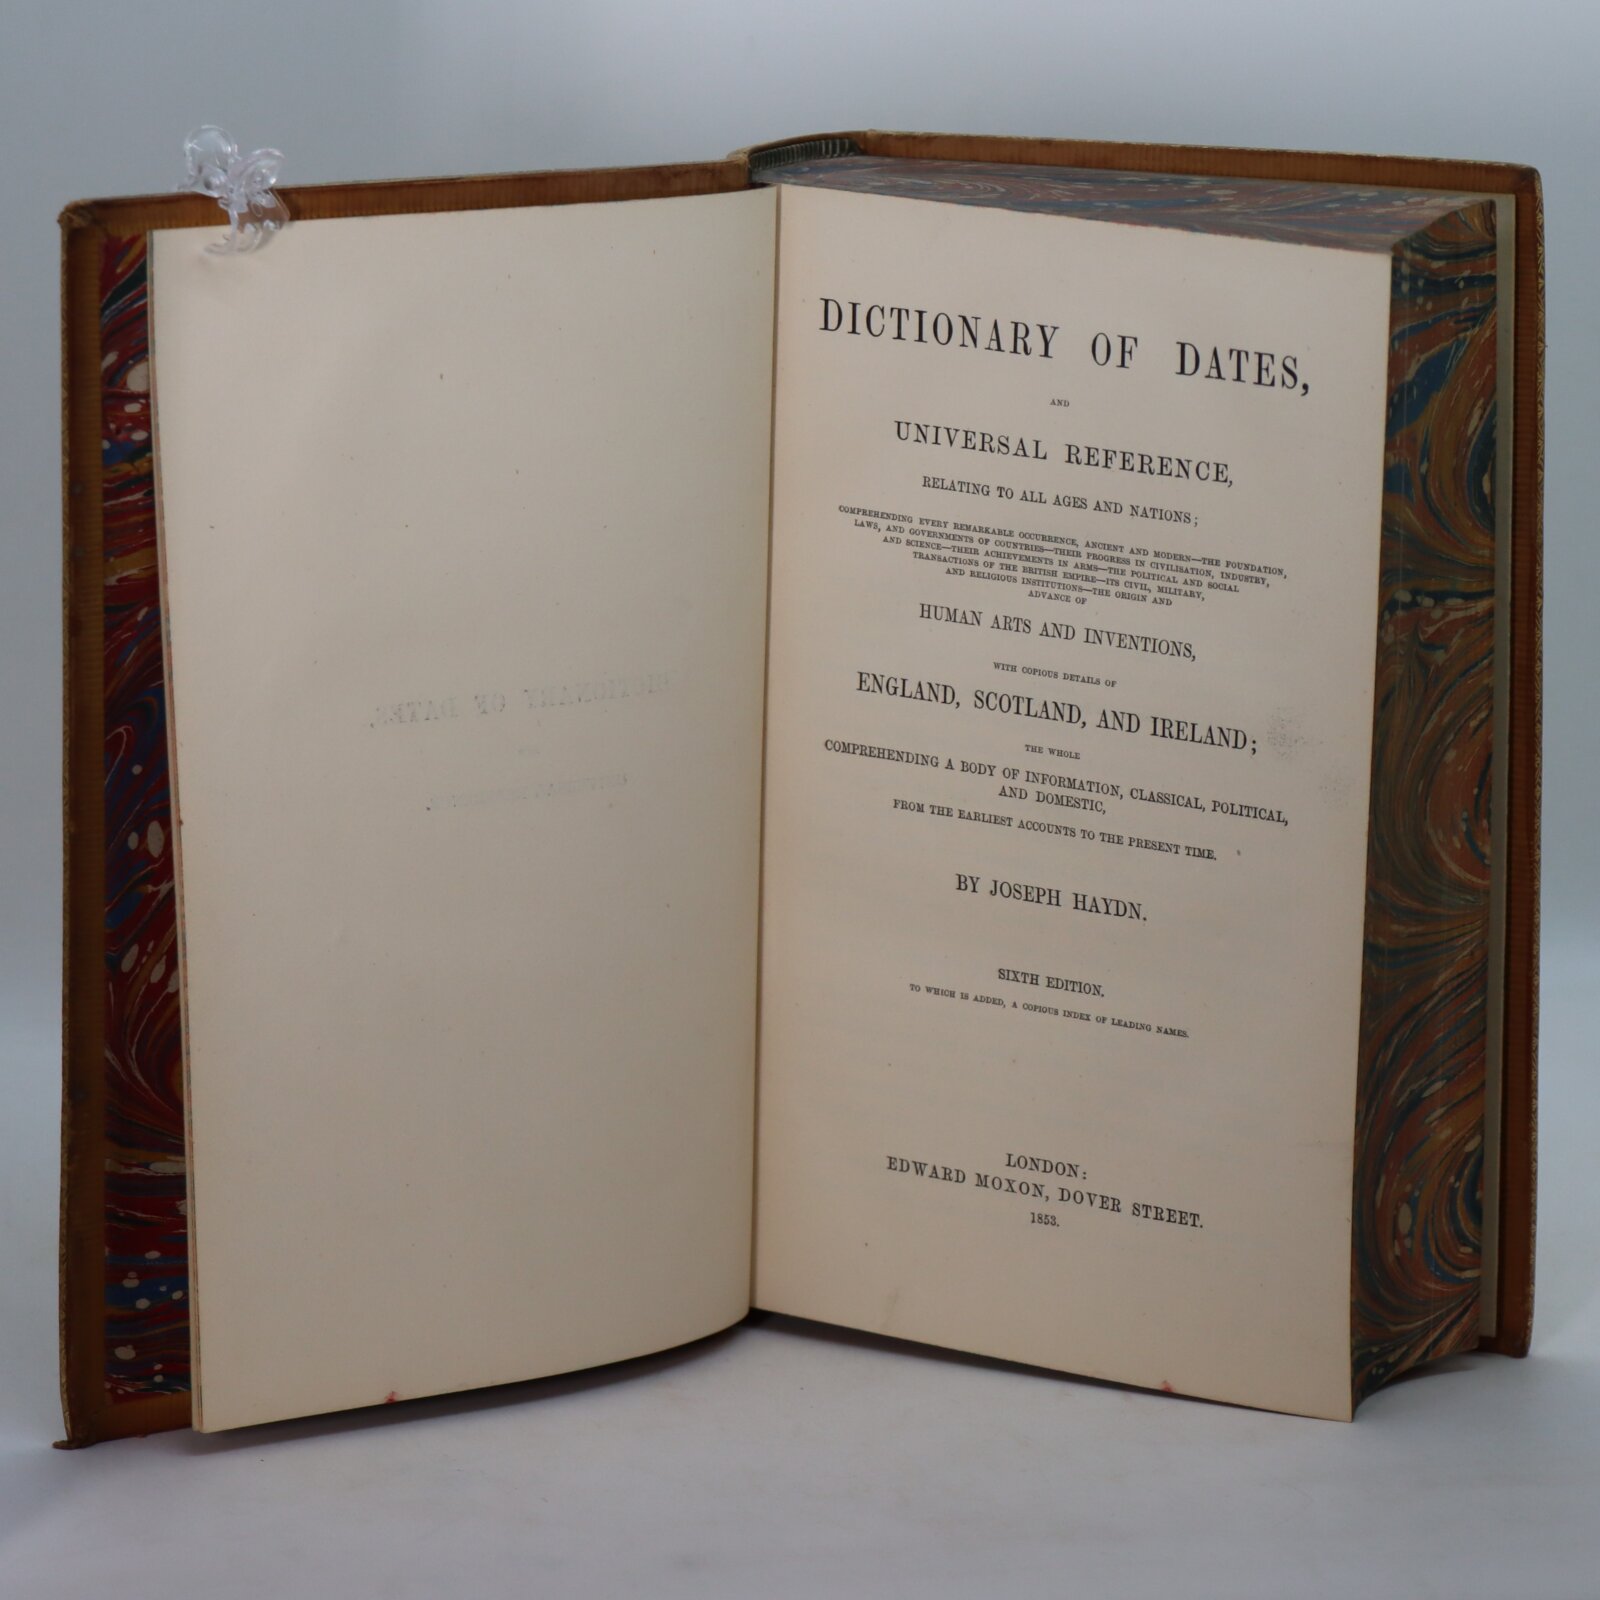 DICTIONARY OF DATES,
AND
UNIVERSAL REFERENCE,
RELATING TO ALL AGES AND NATIONS;
COMPREHENDING EVERY REMARKABLE OCCURRENCE, ANCIENT AND MODERN—THE FOUNDATION,
LAWS, AND GOVERNMENTS OF COUNTRIES—THEIR PROGRESS IN CIVILISATION, INDUSTRY,
AND SCIENCE—THEIR ACHIEVEMENTS IN ARMS—THE POLITICAL AND SOCIAL
TRANSACTIONS OF THE BRITISH EMPIRE—ITS CIVIL, MILITARY,
AND RELIGIOUS INSTITUTIONS—THE ORIGIN AND
ADVANCE OF
HUMAN ARTS AND INVENTIONS,
WITH COPIOUS DETAILS OF
ENGLAND, SCOTLAND, AND IRELAND;
THE WHOLE
COMPREHENDING A BODY OF INFORMATION, CLASSICAL, POLITICAL,
AND DOMESTIC,
FROM THE EARLIEST ACCOUNTS TO THE PRESENT TIME.
BY JOSEPH HAYDN.
SIXTH EDITION.
TO WHICH IS ADDED, A COPIOUS INDEX OF LEADING NAMES.
LONDON:
EDWARD MOXON, DOVER STREET.
1853.